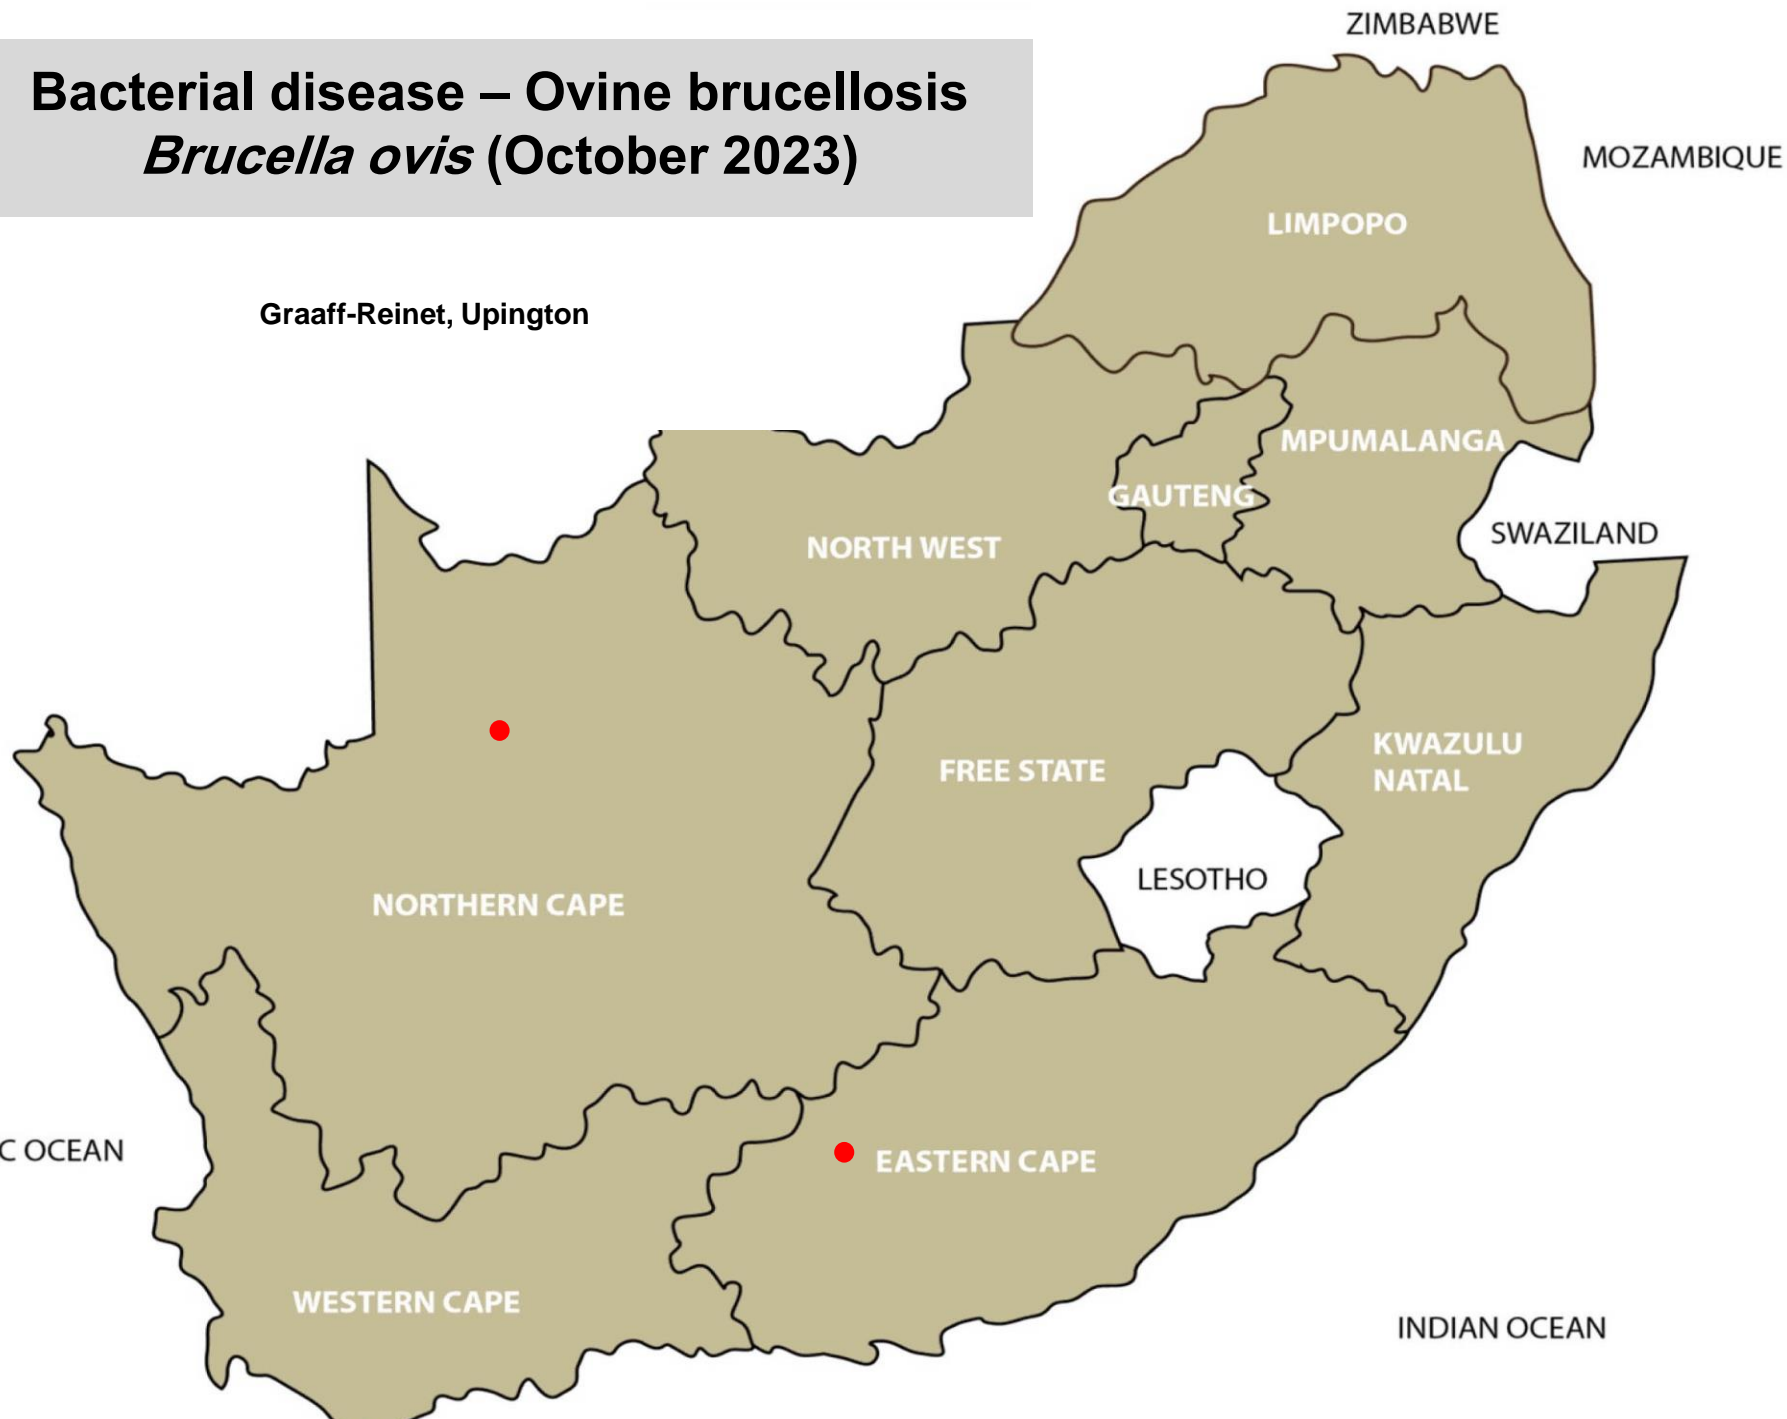 ZIMBABWE
Bacterial disease – Ovine brucellosis
Brucella ovis (October 2023)
MOZAMBIQUE
LIMPOPO
Graaff-Reinet, Upington
MPUMALANGA
GAUTENG
NORTH WEST
SWAZILAND
KWAZULU
NATAL
FREE STATE
LESOTHO
NORTHERN CAPE
C OCEAN
EASTERN CAPE
WESTERN CAPE
INDIAN OCEAN